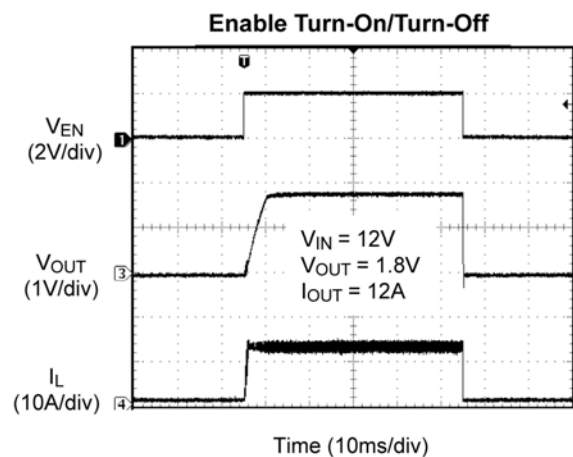 Enable Turn-On/Turn-Off
T
VEN
(2V/div)
1
VOUT
(1V/div)
3
VIN = 12V
VOUT = 1.8V
IOUT = 12A
IL
(10A/div)
4
Time (10ms/div)